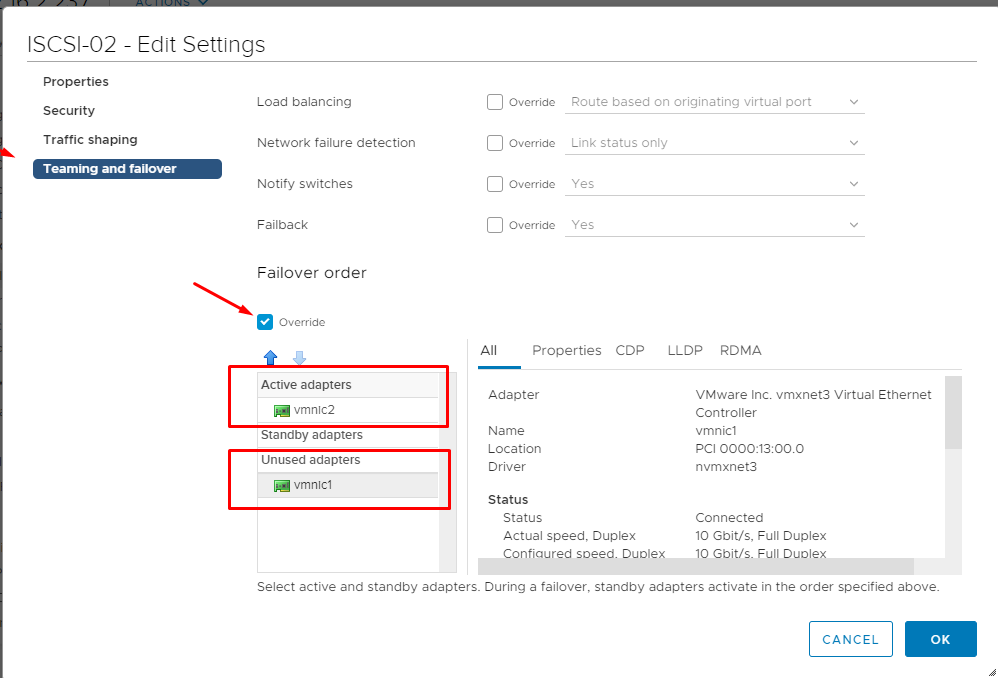 ACTIONS
ISCSI-02 - Edit Settings
Properties
Security
Traffic shaping
Teaming and failover
Load balancing
Override
Route based on originating virtual port
Network failure detection
Override
Link status only
Notify switches
Override
Yes
Failback
Override
Yes
Failover order
Override
Active adapters
vmnic2
Standby adapters
Unused adapters
vmnic1
All Properties CDP LLDP RDMA
Adapter VMware Inc. vmxnet3 Virtual Ethernet
Controller
Name vmnic1
Location PCI 0000:13:00.0
Driver nvmxnet3
Status
Status Connected
Actual speed, Duplex 10 Gbit/s, Full Duplex
Configured speed, Duplex 10 Gbit/s, Full Duplex
Select active and standby adapters. During a failover, standby adapters activate in the order specified above.
CANCEL OK